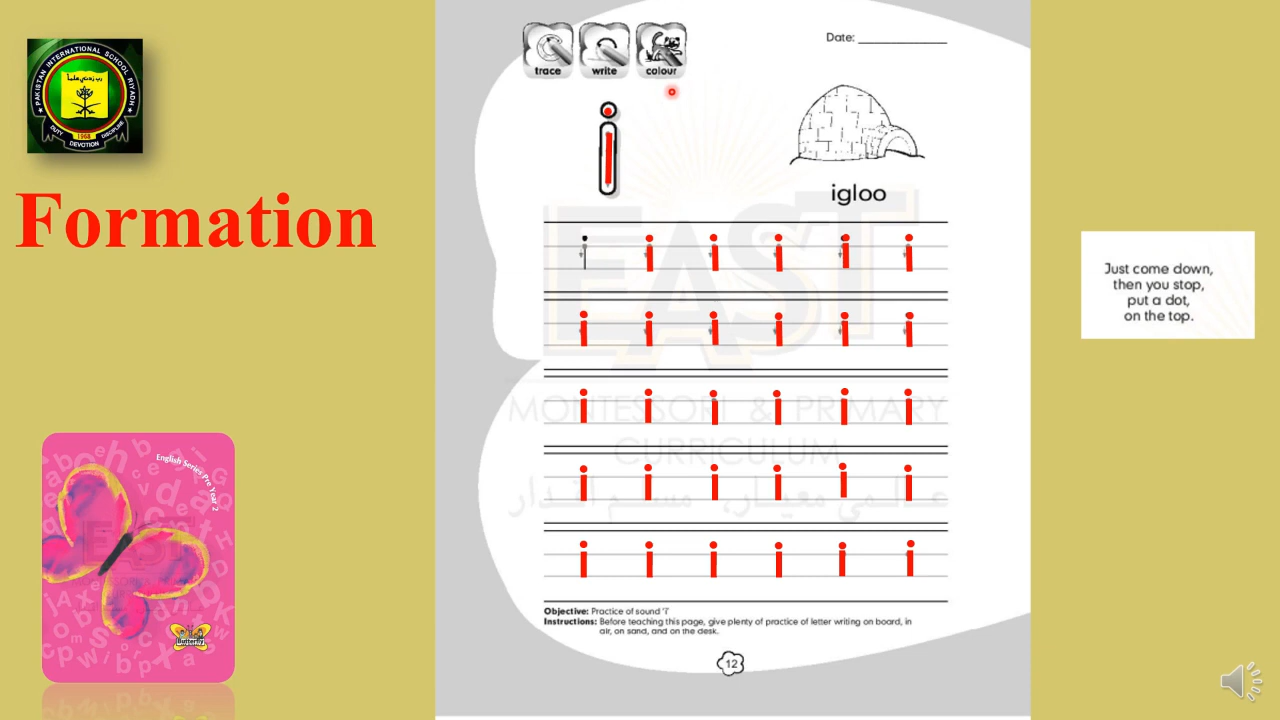 PAKISTAN INTERNATIONAL SCHOOL RIYADH
1968
DUTY DEVOTION DISCIPLINE
Formation
English Series Pre Year 2
Butterfly
trace write colour
Date:
i
igloo
i i i i i i
i i i i i i
i i i i i i
i i i i i i
i i i i i i
EAST
MONTESSORI & PRIMARY
CURRICULUM
Objective: Practice of sound 'i'
Instructions: Before teaching this page, give plenty of practice of letter writing on board, in
air, on sand, and on the desk.
12
Just come down,
then you stop,
put a dot,
on the top.